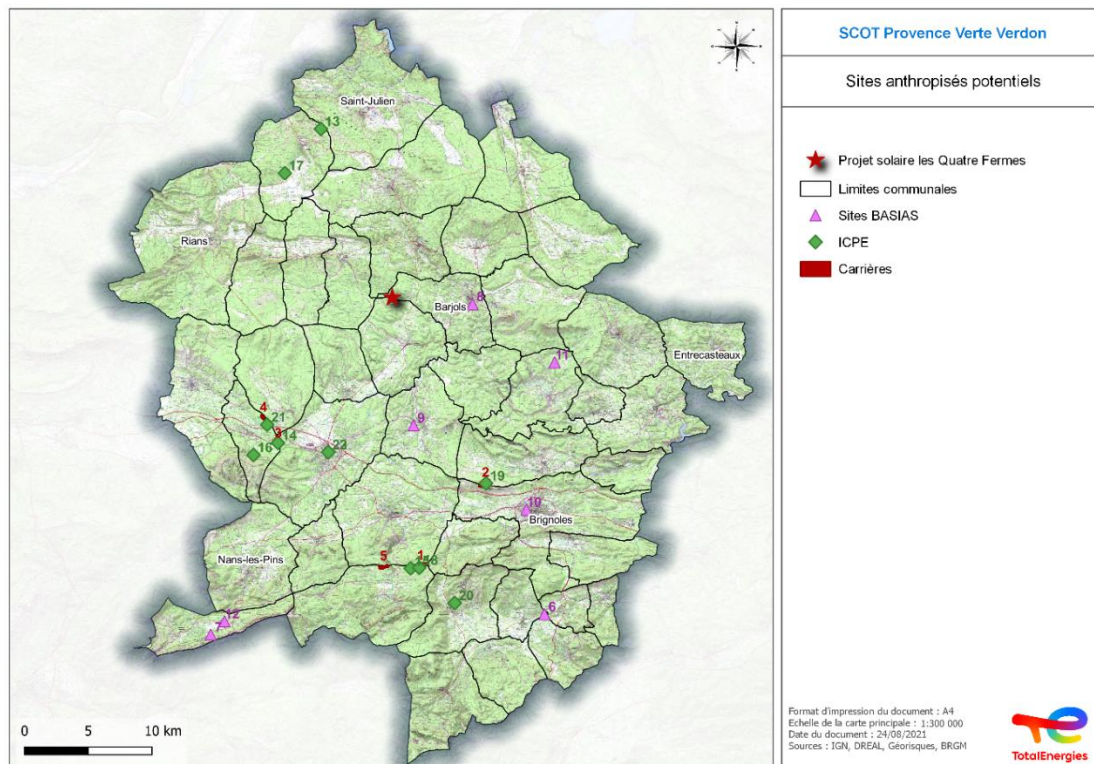 SCOT Provence Verte Verdon
Sites anthropisés potentiels
Projet solaire les Quatre Fermes
Limites communales
Sites BASIAS
ICPE
Carrières
Saint-Julien
13
17
Rians
Barjols
8
11
Entrecasteaux
4
21
3
14
16
22
9
2
19
10
Brignoles
Nans-les-Pins
5
1
20
6
12
7
0 5 10 km
Format d'impression du document : A4
Echelle de la carte principale : 1:300 000
Date du document : 24/08/2021
Sources : IGN, DREAL, Géorisques, BRGM
TotalEnergies